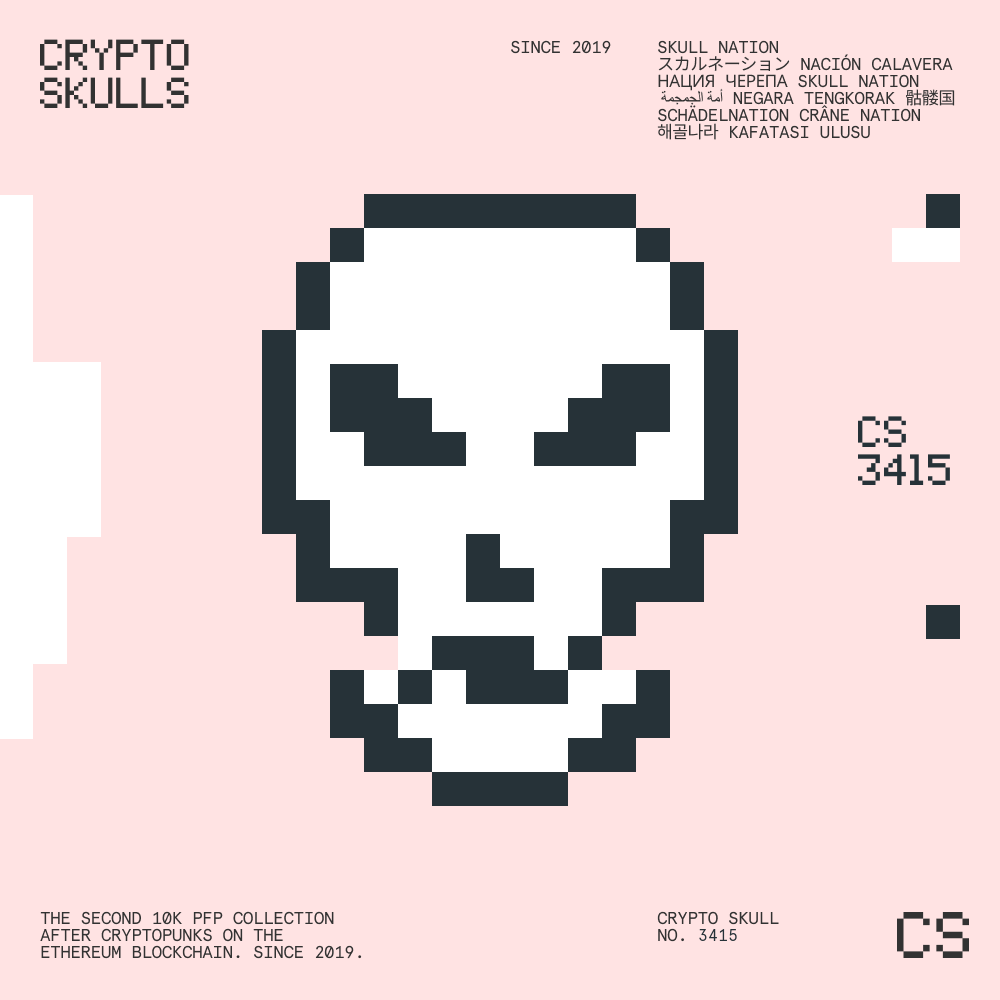 CRYPTO
SKULLS
SINCE 2019
SKULL NATION
スカルネーション NACIÓN CALAVERA
НАЦИЯ ЧЕРЕПА SKULL NATION
أمة الجمجمة NEGARA TENGKORAK 骷髅国
SCHÄDELNATION CRÂNE NATION
해골나라 KAFATASI ULUSU
CS
3415
THE SECOND 10K PFP COLLECTION
AFTER CRYPTOPUNKS ON THE
ETHEREUM BLOCKCHAIN. SINCE 2019.
CRYPTO SKULL
NO. 3415
CS